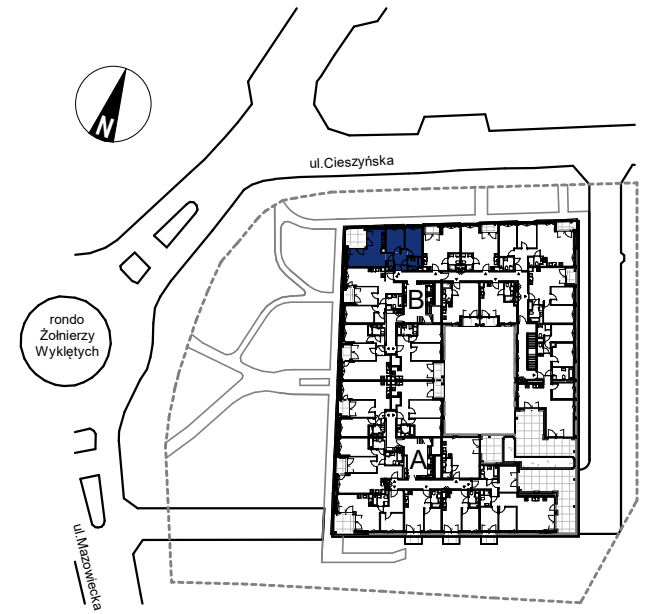 N
ul.Cieszyńska
B
rondo
Żołnierzy
Wyklętych
A
ul.Mazowiecka